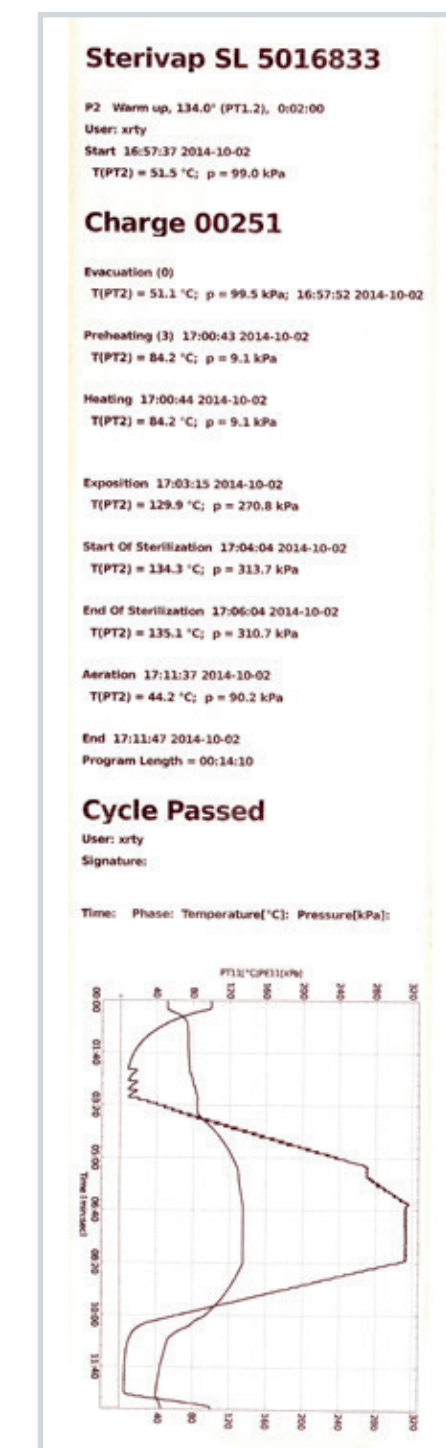 Sterivap SL 5016833
P2 Warm up, 134.0° (PT1.2), 0:02:00
User: xrty
Start 16:57:37 2014-10-02
T(PT2) = 51.5 °C; p = 99.0 kPa
Charge 00251
Evacuation (0)
T(PT2) = 51.1 °C; p = 99.5 kPa; 16:57:52 2014-10-02
Preheating (3) 17:00:43 2014-10-02
T(PT2) = 84.2 °C; p = 9.1 kPa
Heating 17:00:44 2014-10-02
T(PT2) = 84.2 °C; p = 9.1 kPa
Exposition 17:03:15 2014-10-02
T(PT2) = 129.9 °C; p = 270.8 kPa
Start Of Sterilization 17:04:04 2014-10-02
T(PT2) = 134.3 °C; p = 313.7 kPa
End Of Sterilization 17:06:04 2014-10-02
T(PT2) = 135.1 °C; p = 310.7 kPa
Aeration 17:11:37 2014-10-02
T(PT2) = 44.2 °C; p = 90.2 kPa
End 17:11:47 2014-10-02
Program Length = 00:14:10
Cycle Passed
User: xrty
Signature:
Time: Phase: Temperature[°C]: Pressure[kPa]:
PT11[°C]PE11[kPa]
40 80 120 160 200 240 280 320
00:00
01:40
03:20
05:00
06:40
08:20
10:00
11:40
Time [min:sec]
40 80 120 160 200 240 280 320